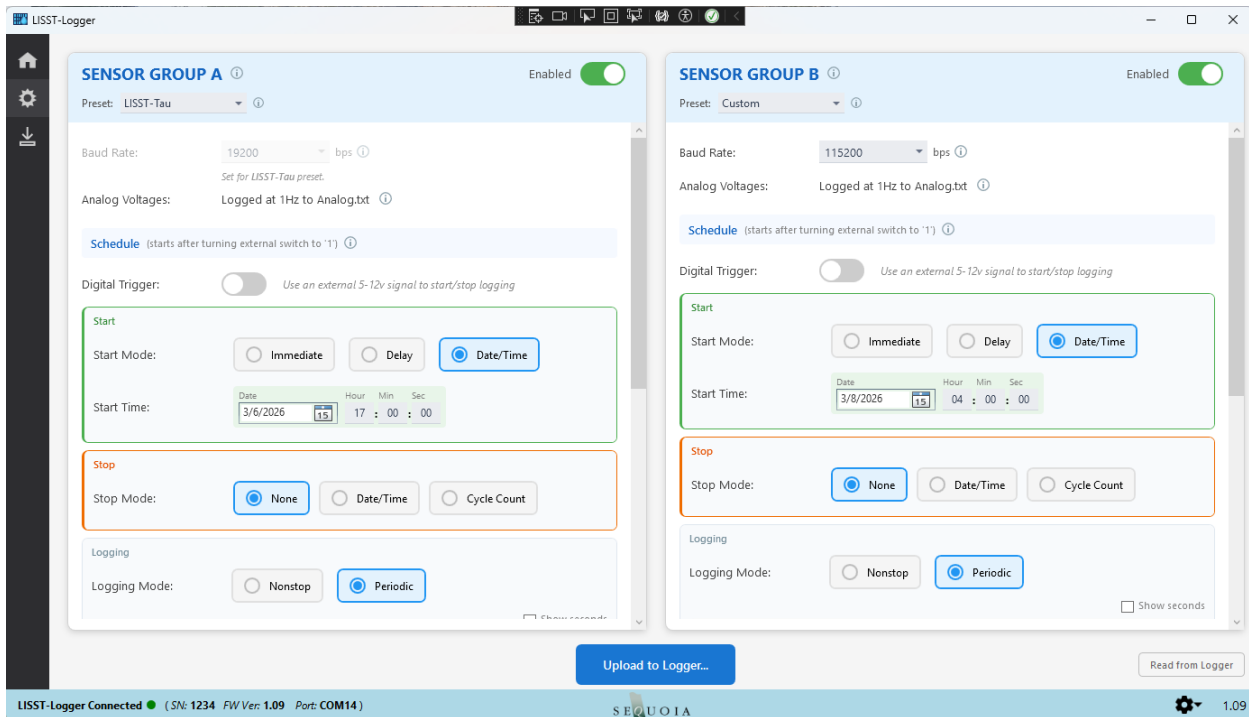 LISST-Logger
SENSOR GROUP A
Enabled
Preset: LISST-Tau
Baud Rate: 19200 bps
Set for LISST-Tau preset.
Analog Voltages: Logged at 1Hz to Analog.txt
Schedule (starts after turning external switch to '1')
Digital Trigger: Use an external 5-12v signal to start/stop logging
Start
Start Mode: Immediate Delay Date/Time
Date Hour Min Sec
Start Time: 3/6/2026 15 17 : 00 : 00
Stop
Stop Mode: None Date/Time Cycle Count
Logging
Logging Mode: Nonstop Periodic
Show seconds
SENSOR GROUP B
Enabled
Preset: Custom
Baud Rate: 115200 bps
Analog Voltages: Logged at 1Hz to Analog.txt
Schedule (starts after turning external switch to '1')
Digital Trigger: Use an external 5-12v signal to start/stop logging
Start
Start Mode: Immediate Delay Date/Time
Date Hour Min Sec
Start Time: 3/8/2026 15 04 : 00 : 00
Stop
Stop Mode: None Date/Time Cycle Count
Logging
Logging Mode: Nonstop Periodic
Show seconds
Upload to Logger...
Read from Logger
LISST-Logger Connected ( SN: 1234 FW Ver: 1.09 Port: COM14 )
SEQUOIA
1.09